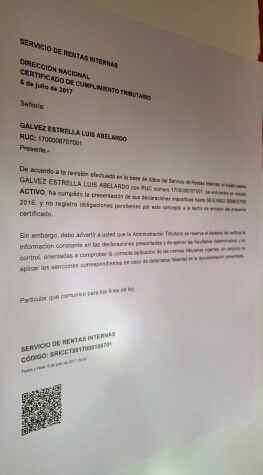 SERVICIO DE RENTAS INTERNAS
DIRECCIÓN NACIONAL
CERTIFICADO DE CUMPLIMIENTO TRIBUTARIO
6 de julio de 2017
Señor/a:
GALVEZ ESTRELLA LUIS ABELARDO
RUC: 1700008707001
Presente.-
De acuerdo a la revisión efectuada en la base de datos del Servicio de Rentas Internas, el sujeto pasivo
GALVEZ ESTRELLA LUIS ABELARDO con RUC número 1700008707001, se encuentra en estado
ACTIVO, ha cumplido la presentación de sus declaraciones impositivas hasta SEGUNDO SEMESTRE
2016, y no registra obligaciones pendientes por este concepto a la fecha de emisión del presente
certificado.
Sin embargo, debo advertir a usted que la Administración Tributaria se reserva el derecho de verificar la
información constante en las declaraciones presentadas y de ejercer las facultades determinadora y de
control, orientadas a comprobar la correcta aplicación de las normas tributarias vigentes, sin perjuicio de
aplicar las sanciones correspondientes en caso de detectarse falsedad en la documentación presentada.
Particular que comunico para los fines de ley.
SERVICIO DE RENTAS INTERNAS
CÓDIGO: SRICCT2017000106701
Fecha y hora: 6 de julio de 2017